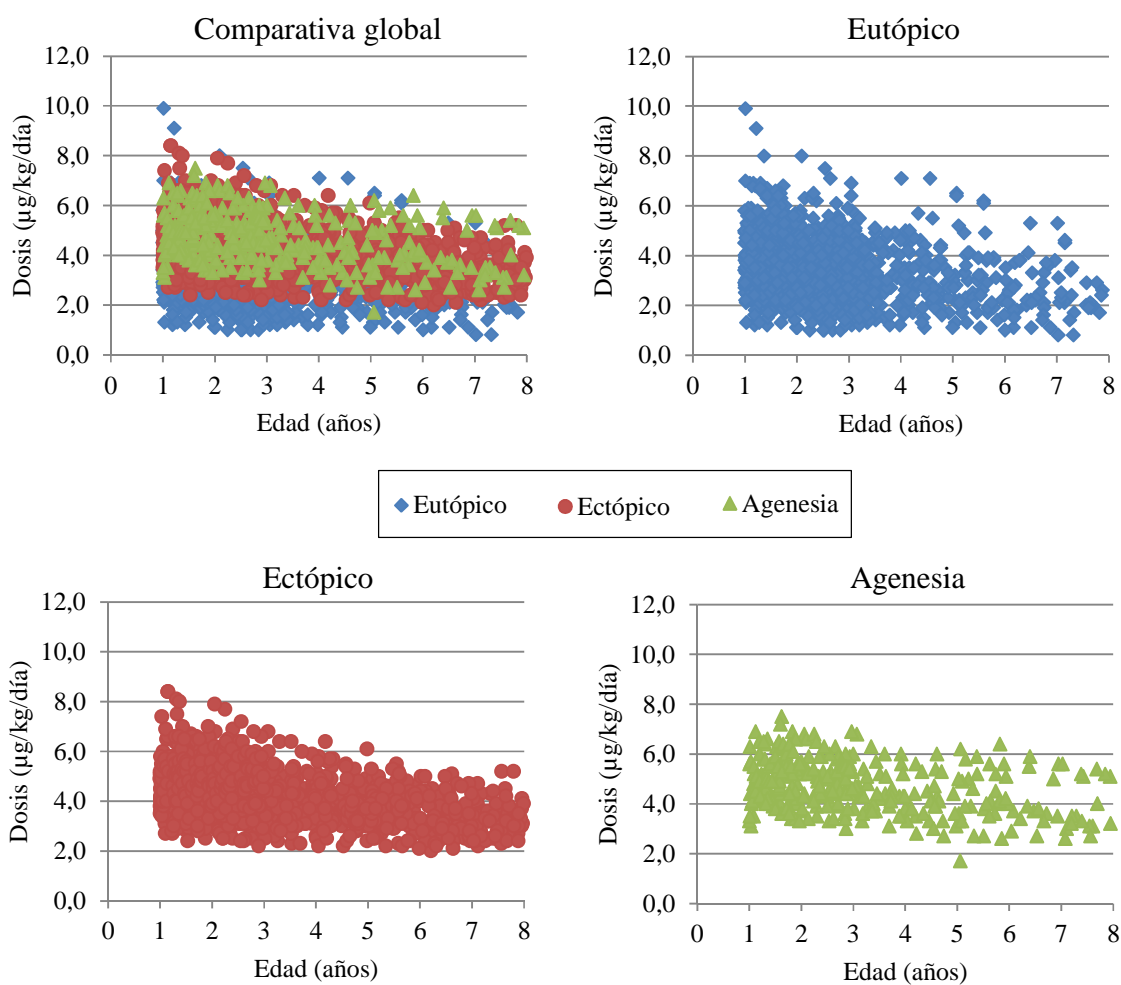 Comparativa global
12,0
10,0
8,0
6,0
4,0
2,0
0,0
Dosis (µg/kg/día)
0 1 2 3 4 5 6 7 8
Edad (años)
Eutópico
12,0
10,0
8,0
6,0
4,0
2,0
0,0
Dosis (µg/kg/día)
0 1 2 3 4 5 6 7 8
Edad (años)
Eutópico Ectópico Agenesia
Ectópico
12,0
10,0
8,0
6,0
4,0
2,0
0,0
Dosis (µg/kg/día)
0 1 2 3 4 5 6 7 8
Edad (años)
Agenesia
12,0
10,0
8,0
6,0
4,0
2,0
0,0
Dosis (µg/kg/día)
0 1 2 3 4 5 6 7 8
Edad (años)